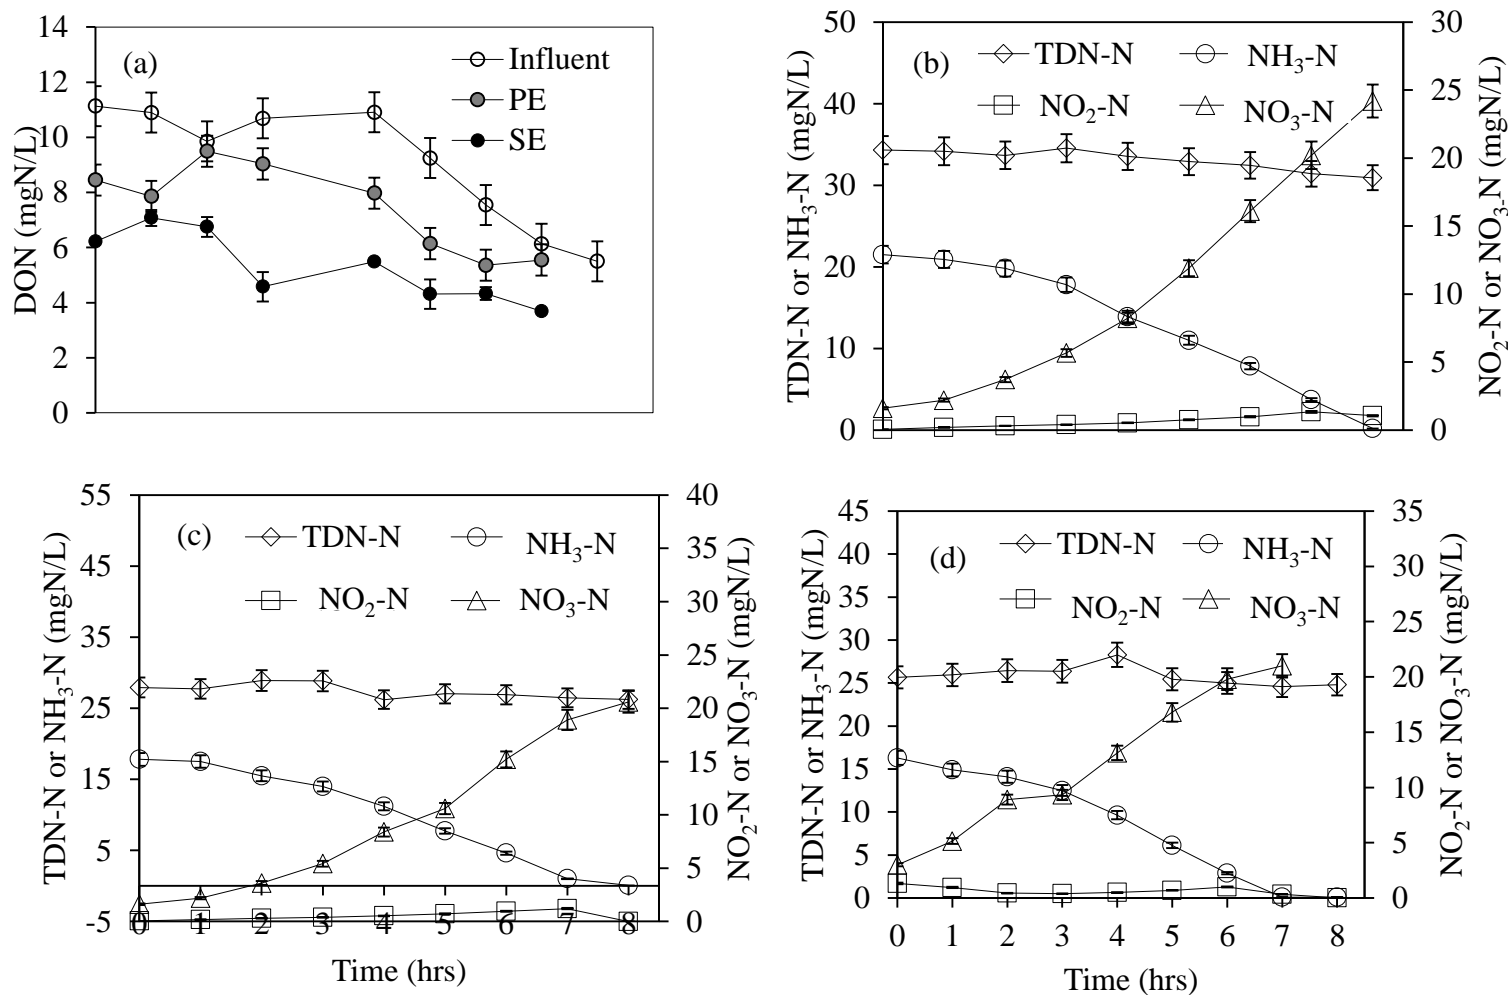 (a)
Influent
PE
SE
DON (mgN/L)
14
12
10
8
6
4
2
0
(b)
TDN-N
NH₃-N
NO₂-N
NO₃-N
TDN-N or NH₃-N (mgN/L)
50
40
30
20
10
0
NO₂-N or NO₃-N (mgN/L)
30
25
20
15
10
5
0
(c)
TDN-N
NH₃-N
NO₂-N
NO₃-N
TDN-N or NH₃-N (mgN/L)
55
45
35
25
15
5
-5
NO₂-N or NO₃-N (mgN/L)
40
35
30
25
20
15
10
5
0
0 1 2 3 4 5 6 7 8
Time (hrs)
(d)
TDN-N
NH₃-N
NO₂-N
NO₃-N
TDN-N or NH₃-N (mgN/L)
45
40
35
30
25
20
15
10
5
0
NO₂-N or NO₃-N (mgN/L)
35
30
25
20
15
10
5
0
0 1 2 3 4 5 6 7 8
Time (hrs)